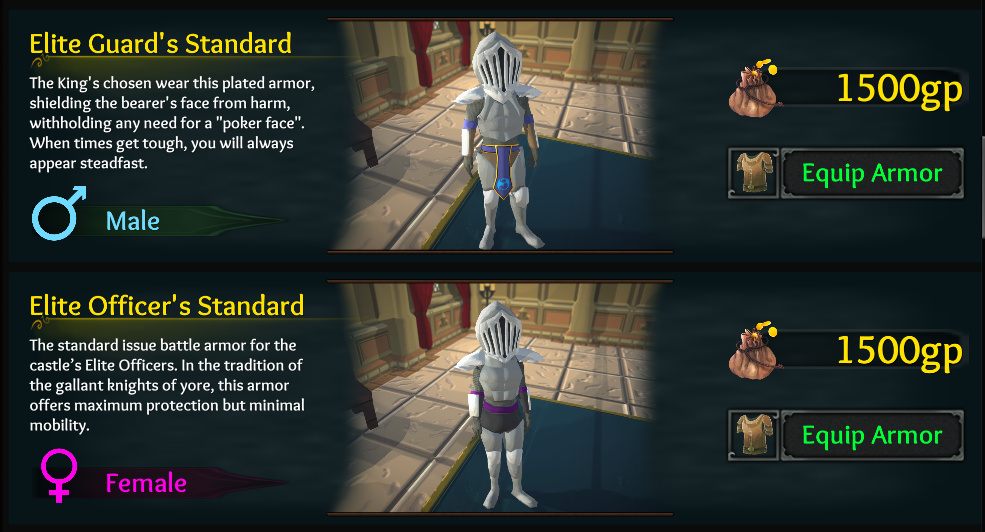 Elite Guard's Standard
The King's chosen wear this plated armor,
shielding the bearer's face from harm,
withholding any need for a "poker face".
When times get tough, you will always
appear steadfast.
Male
1500gp
Equip Armor
Elite Officer's Standard
The standard issue battle armor for the
castle’s Elite Officers. In the tradition of
the gallant knights of yore, this armor
offers maximum protection but minimal
mobility.
Female
1500gp
Equip Armor